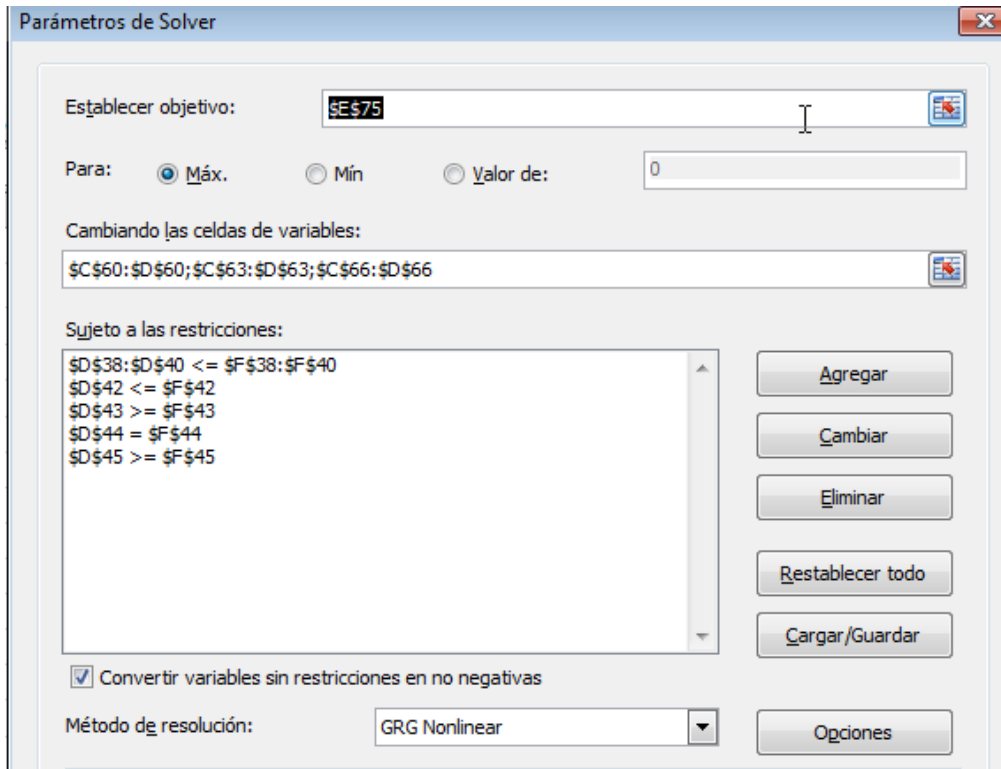 Parámetros de Solver
Establecer objetivo: $E$75
Para: Máx. Mín Valor de: 0
Cambiando las celdas de variables:
$C$60:$D$60;$C$63:$D$63;$C$66:$D$66
Sujeto a las restricciones:
$D$38:$D$40 <= $F$38:$F$40
$D$42 <= $F$42
$D$43 >= $F$43
$D$44 = $F$44
$D$45 >= $F$45
Agregar
Cambiar
Eliminar
Restablecer todo
Cargar/Guardar
Convertir variables sin restricciones en no negativas
Método de resolución: GRG Nonlinear Opciones